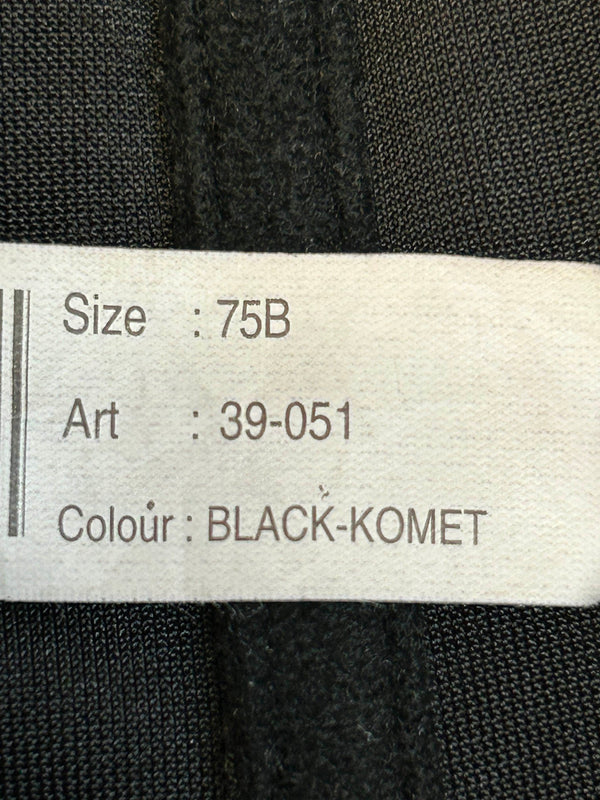 Size : 75B
Art : 39-051
Colour : BLACK-KOMET